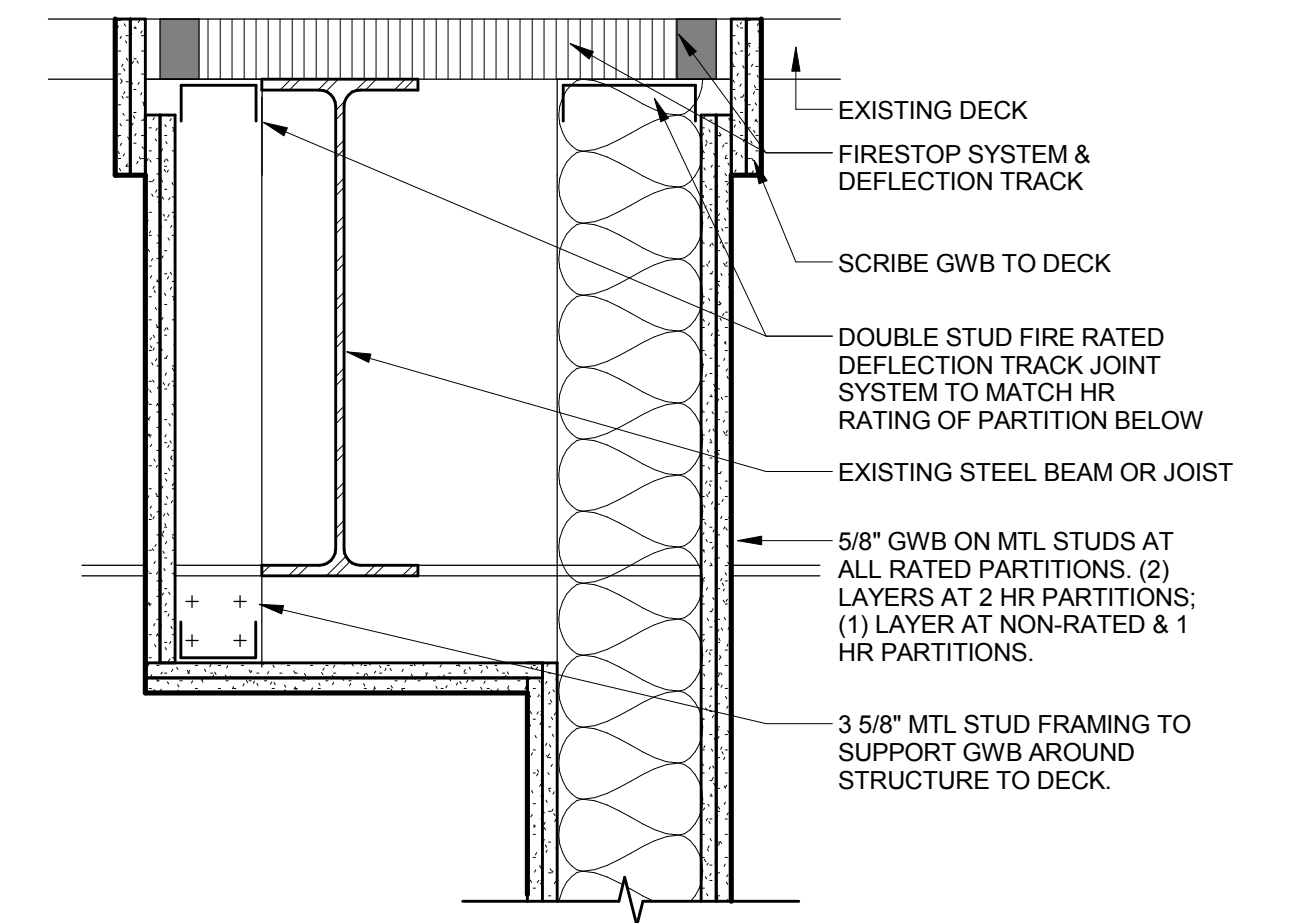 EXISTING DECK
FIRESTOP SYSTEM &
DEFLECTION TRACK
SCRIBE GWB TO DECK
DOUBLE STUD FIRE RATED
DEFLECTION TRACK JOINT
SYSTEM TO MATCH HR
RATING OF PARTITION BELOW
EXISTING STEEL BEAM OR JOIST
5/8" GWB ON MTL STUDS AT
ALL RATED PARTITIONS. (2)
LAYERS AT 2 HR PARTITIONS;
(1) LAYER AT NON-RATED & 1
HR PARTITIONS.
3 5/8" MTL STUD FRAMING TO
SUPPORT GWB AROUND
STRUCTURE TO DECK.